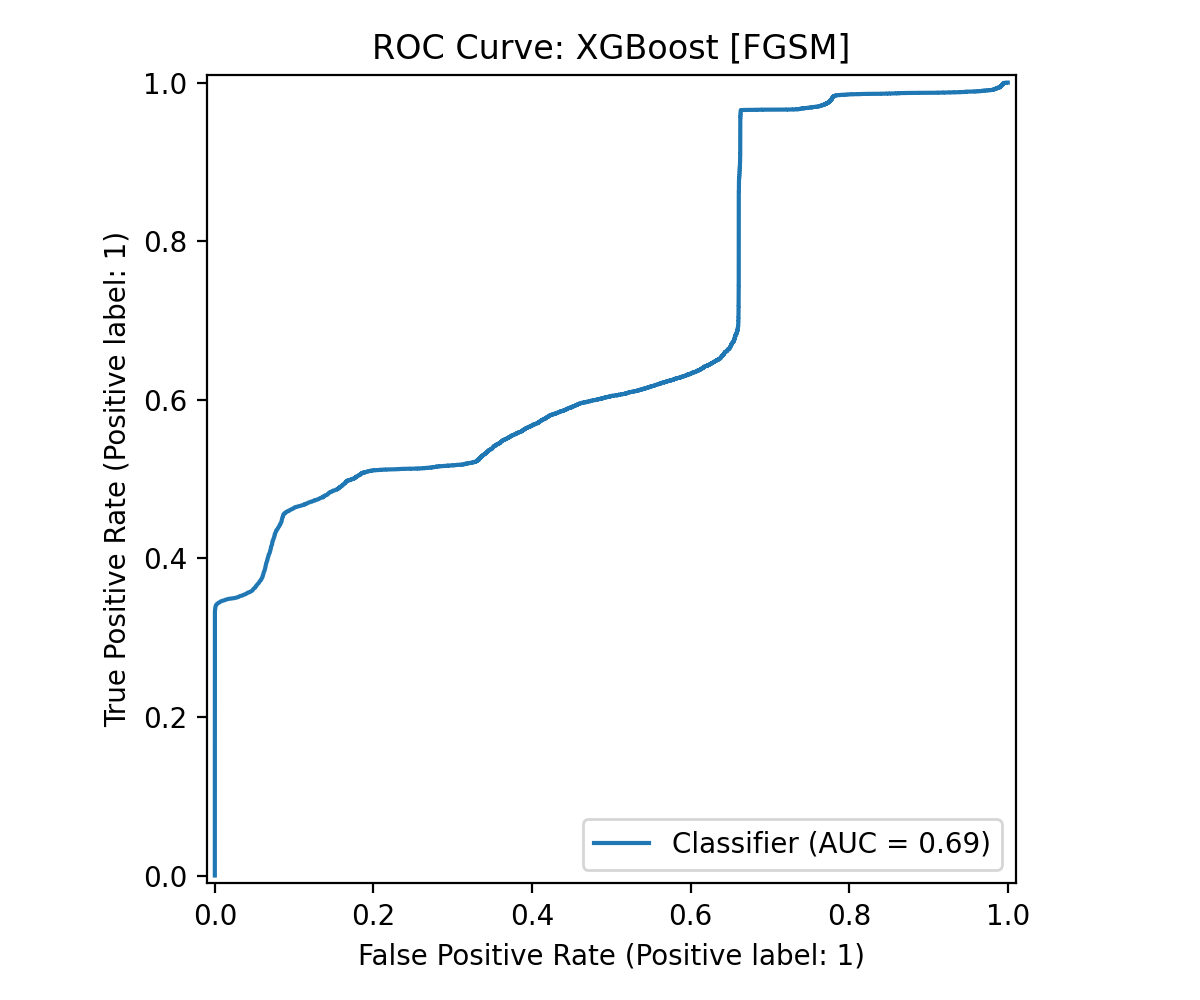 ROC Curve: XGBoost [FGSM]
True Positive Rate (Positive label: 1)
1.0
0.8
0.6
0.4
0.2
0.0
Classifier (AUC = 0.69)
0.0 0.2 0.4 0.6 0.8 1.0
False Positive Rate (Positive label: 1)